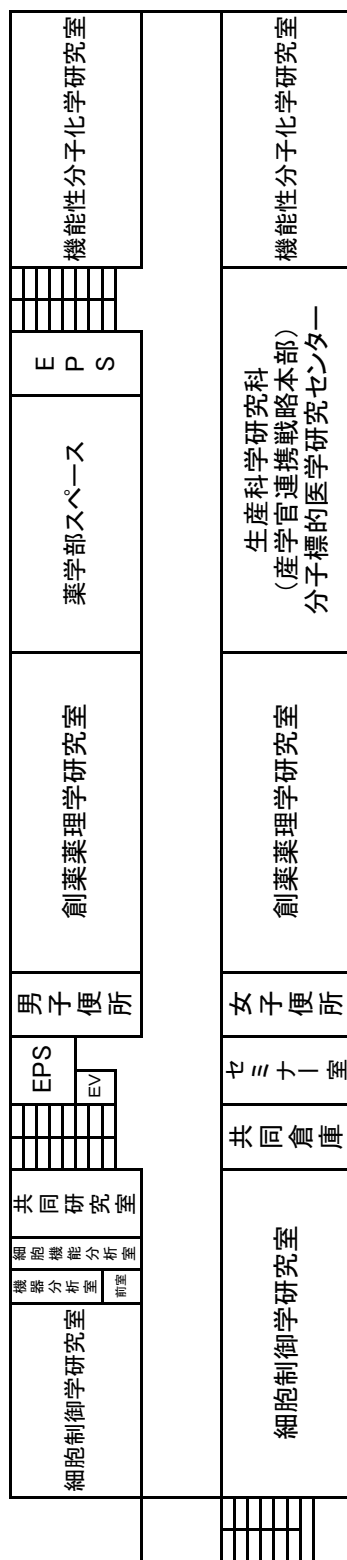 機能性分子化学研究室
EPS
薬学部スペース
創薬薬理学研究室
男子便所
EPS
EV
共同研究室
細胞機能分析室
機器分析室
前室
細胞制御学研究室
機能性分子化学研究室
生産科学研究科
(産学官連携戦略本部)
分子標的医学研究センター
創薬薬理学研究室
女子便所
セミナー室
共同倉庫
細胞制御学研究室